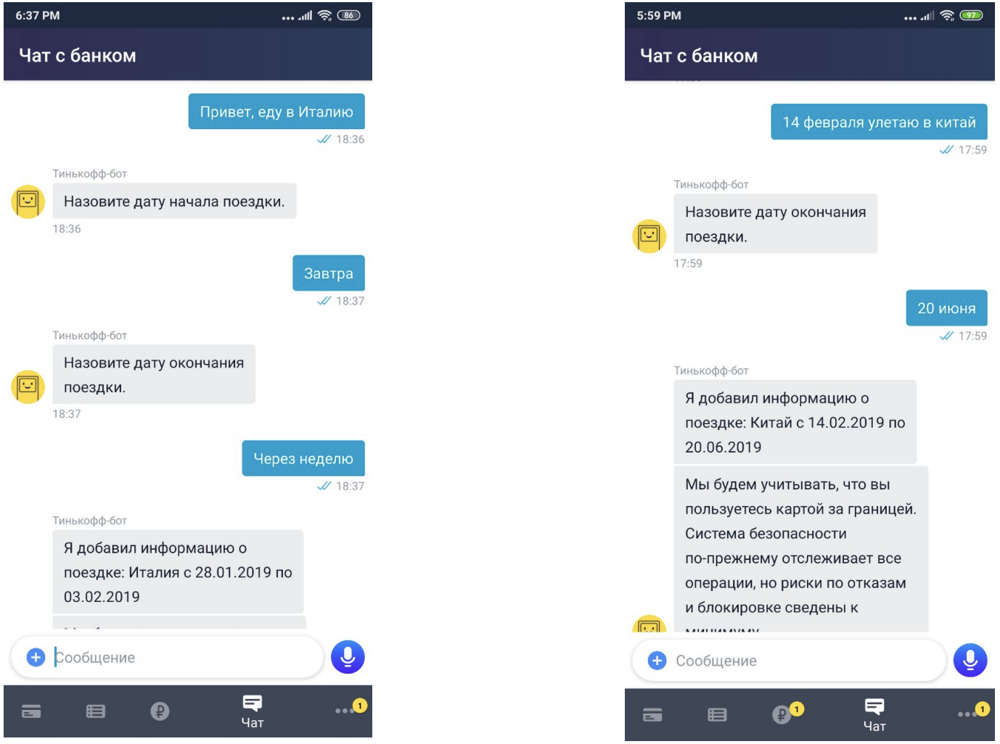 6:37 PM
86
Чат с банком
Привет, еду в Италию
18:36
Тинькофф-бот
Назовите дату начала поездки.
18:36
Завтра
18:37
Тинькофф-бот
Назовите дату окончания
поездки.
18:37
Через неделю
18:37
Тинькофф-бот
Я добавил информацию о
поездке: Италия с 28.01.2019 по
03.02.2019
Сообщение
Чат
1
5:59 PM
97
Чат с банком
14 февраля улетаю в китай
17:59
Тинькофф-бот
Назовите дату окончания
поездки.
17:59
20 июня
17:59
Тинькофф-бот
Я добавил информацию о
поездке: Китай с 14.02.2019 по
20.06.2019
Мы будем учитывать, что вы
пользуетесь картой за границей.
Система безопасности
по-прежнему отслеживает все
операции, но риски по отказам
и блокировке сведены к
минимуму
Сообщение
1
Чат
1